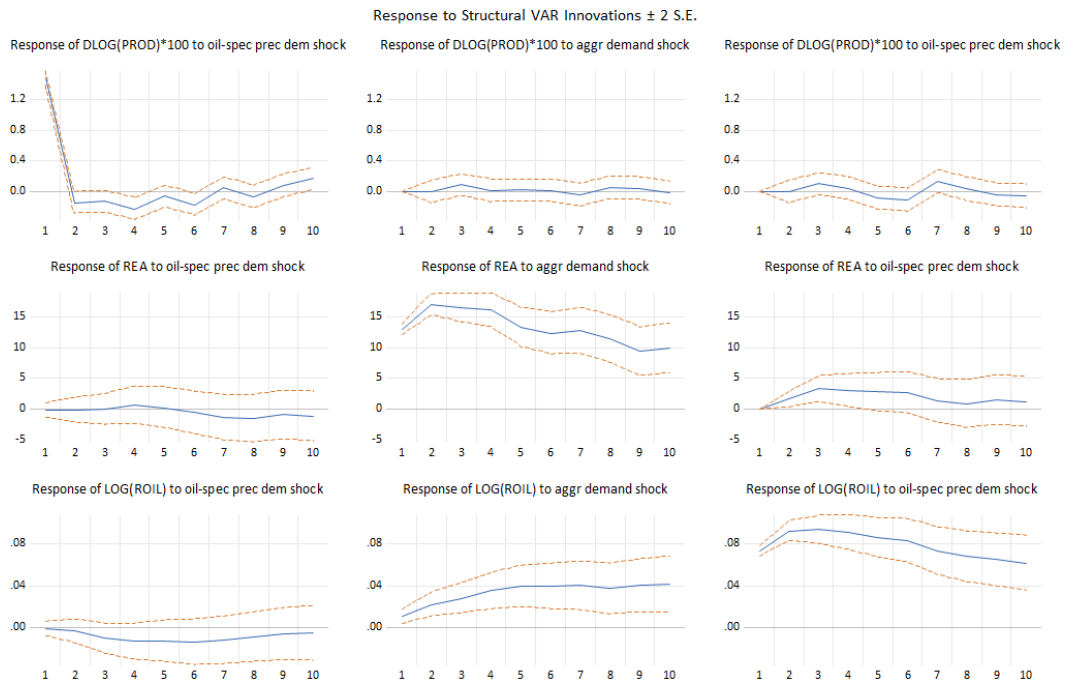 Response to Structural VAR Innovations ± 2 S.E.
Response of DLOG(PROD)*100 to oil-spec prec dem shock
Response of DLOG(PROD)*100 to aggr demand shock
Response of DLOG(PROD)*100 to oil-spec prec dem shock
1.2
0.8
0.4
0.0
1 2 3 4 5 6 7 8 9 10
1.2
0.8
0.4
0.0
1 2 3 4 5 6 7 8 9 10
1.2
0.8
0.4
0.0
1 2 3 4 5 6 7 8 9 10
Response of REA to oil-spec prec dem shock
Response of REA to aggr demand shock
Response of REA to oil-spec prec dem shock
15
10
5
0
-5
1 2 3 4 5 6 7 8 9 10
15
10
5
0
-5
1 2 3 4 5 6 7 8 9 10
15
10
5
0
-5
1 2 3 4 5 6 7 8 9 10
Response of LOG(ROIL) to oil-spec prec dem shock
Response of LOG(ROIL) to aggr demand shock
Response of LOG(ROIL) to oil-spec prec dem shock
.08
.04
.00
1 2 3 4 5 6 7 8 9 10
.08
.04
.00
1 2 3 4 5 6 7 8 9 10
.08
.04
.00
1 2 3 4 5 6 7 8 9 10